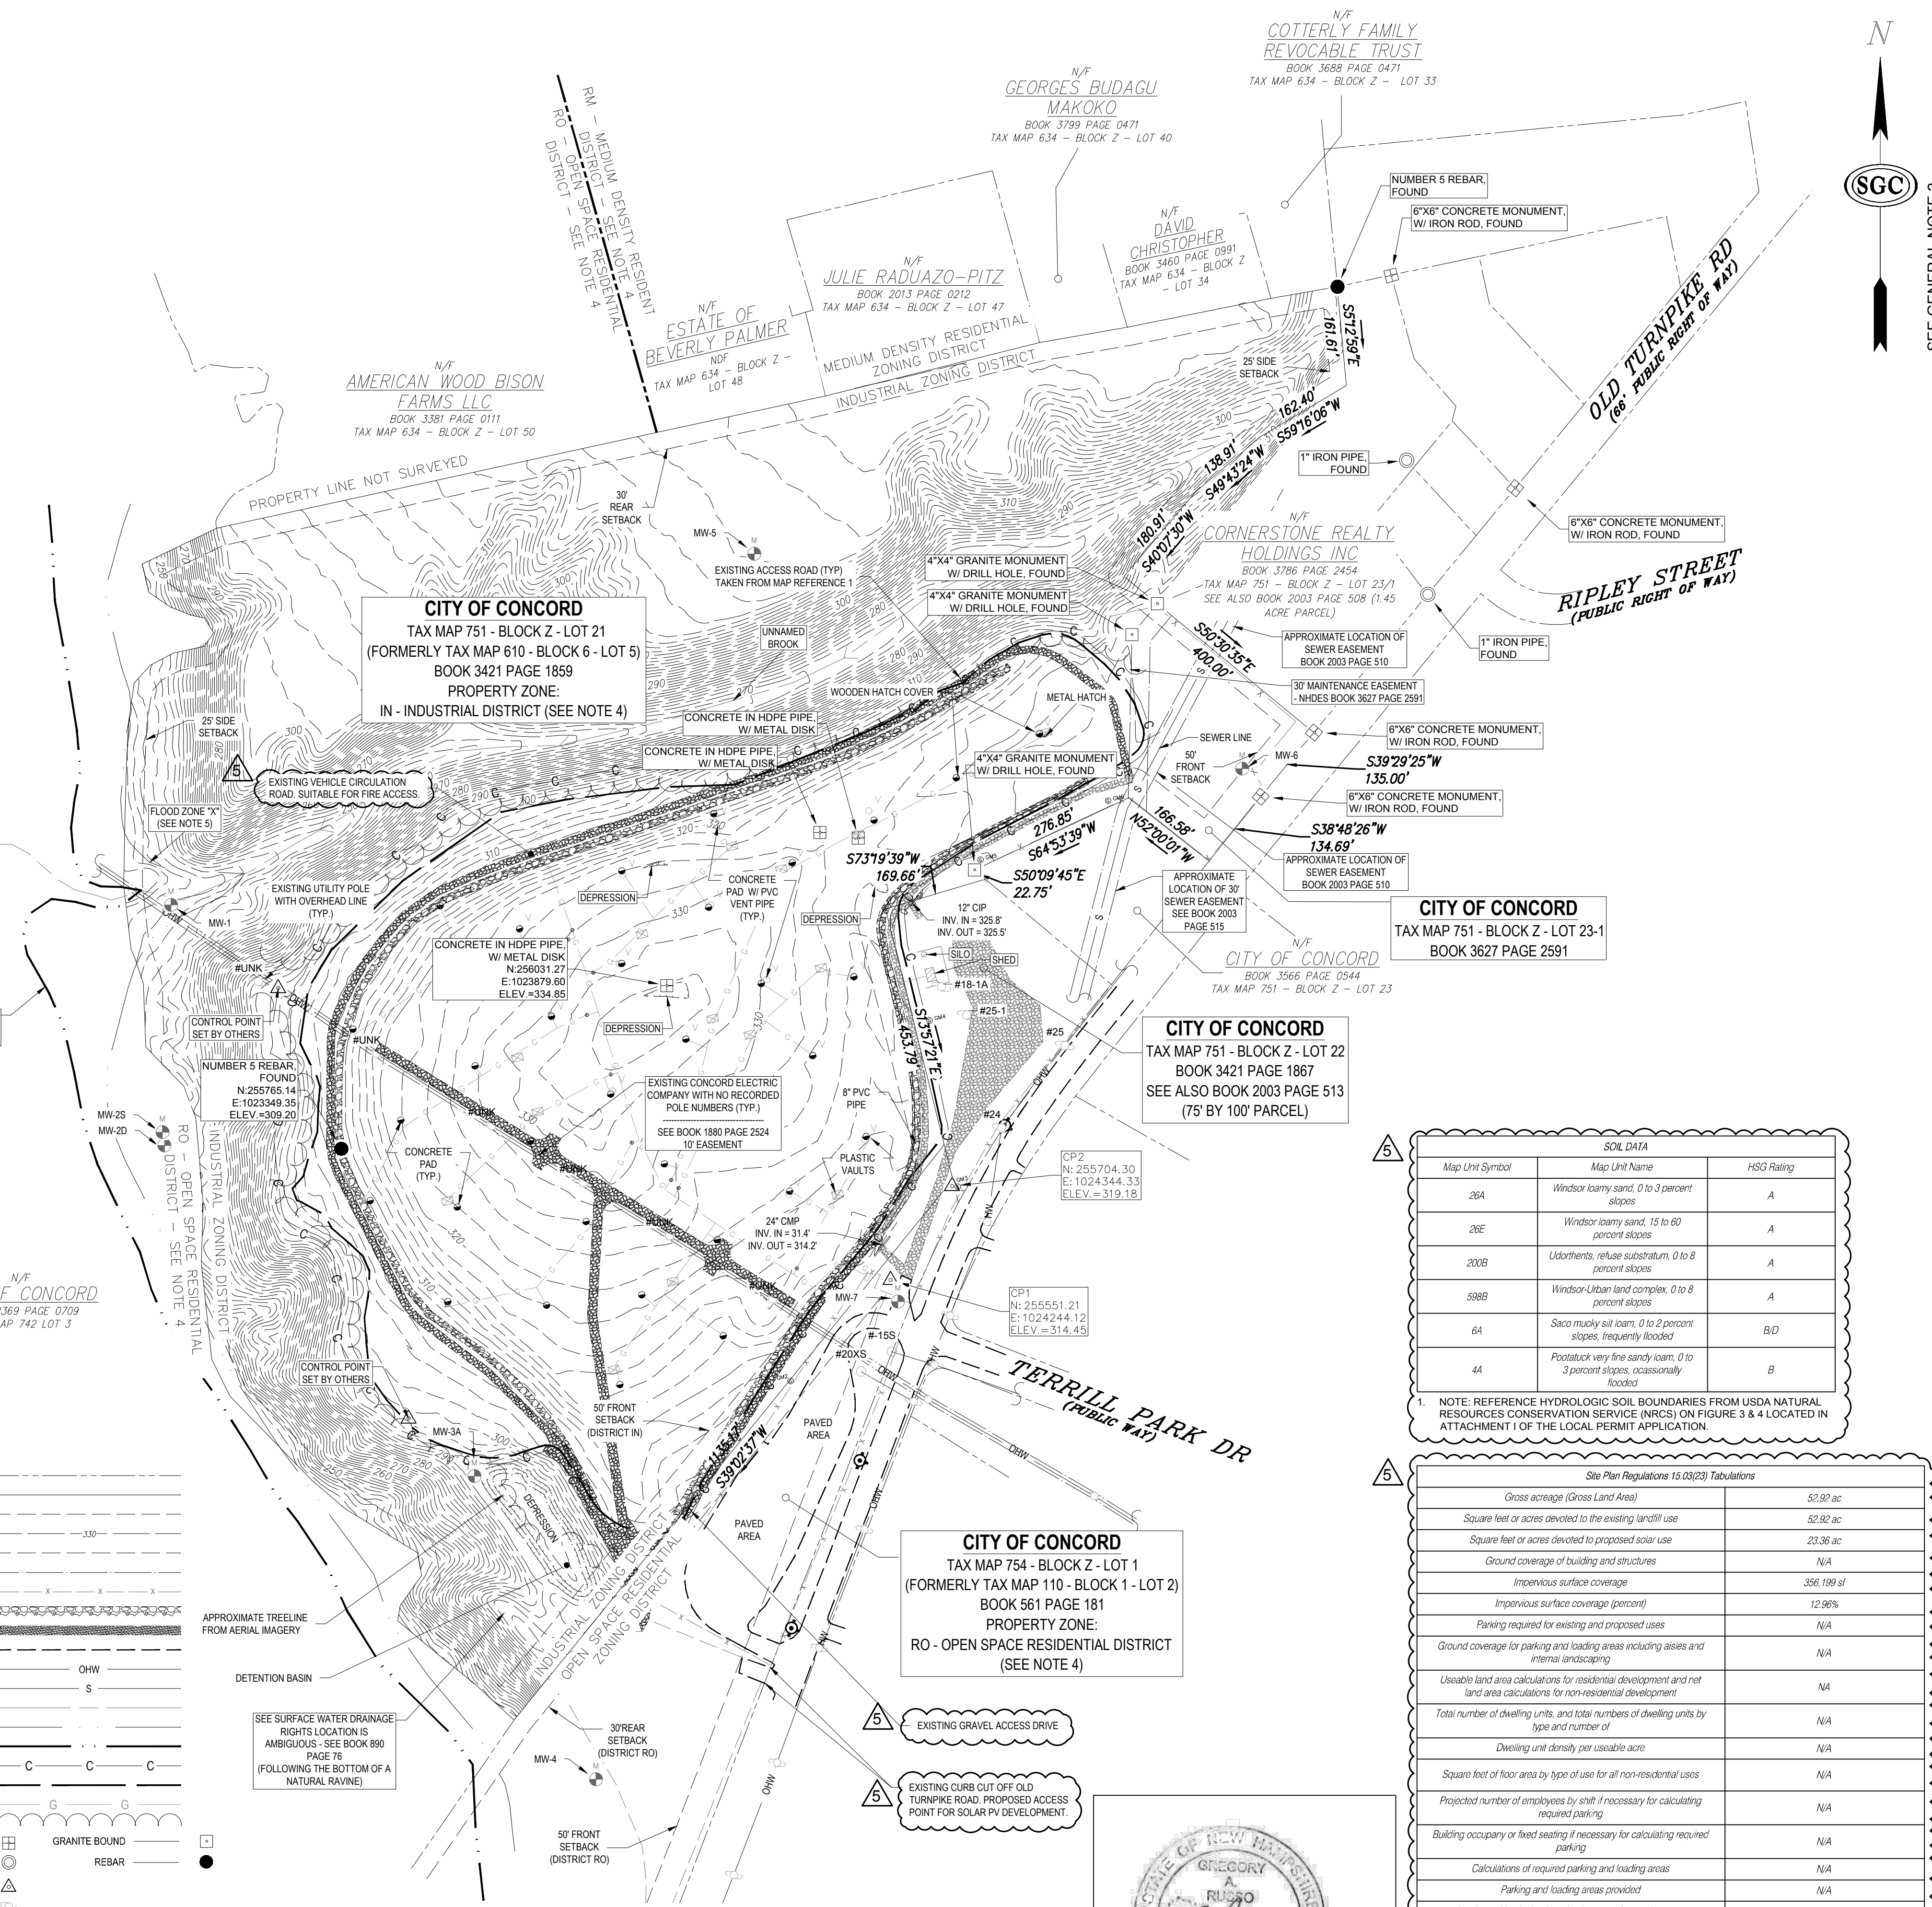 N/F
COTTERLY FAMILY
REVOCABLE TRUST
BOOK 3688 PAGE 0471
TAX MAP 634 - BLOCK Z - LOT 33
N
SGC
SEE GENERAL NOTE 2
N/F
GEORGES BUDAGU
MAKOKO
BOOK 3799 PAGE 0471
TAX MAP 634 - BLOCK Z - LOT 40
RM - MEDIUM DENSITY RESIDENT
DISTRICT - SEE NOTE 4
RO - OPEN SPACE RESIDENTIAL
DISTRICT - SEE NOTE 4
NUMBER 5 REBAR,
FOUND
6"X6" CONCRETE MONUMENT,
W/ IRON ROD, FOUND
N/F
DAVID
CHRISTOPHER
BOOK 3460 PAGE 0991
TAX MAP 634 - BLOCK Z
- LOT 34
N/F
JULIE RADUAZO-PITZ
BOOK 2013 PAGE 0212
TAX MAP 634 - BLOCK Z - LOT 47
N/F
ESTATE OF
BEVERLY PALMER
NDF
TAX MAP 634 - BLOCK Z -
LOT 48
MEDIUM DENSITY RESIDENTIAL
ZONING DISTRICT
INDUSTRIAL ZONING DISTRICT
N/F
AMERICAN WOOD BISON
FARMS LLC
BOOK 3381 PAGE 0111
TAX MAP 634 - BLOCK Z - LOT 50
PROPERTY LINE NOT SURVEYED
S5°12'59"E
161.61'
25' SIDE
SETBACK
162.40'
S59°16'06"W
138.91'
S49°43'24"W
180.91'
S40°07'30"W
OLD TURNPIKE RD
(66' PUBLIC RIGHT OF WAY)
1" IRON PIPE,
FOUND
6"X6" CONCRETE MONUMENT,
W/ IRON ROD, FOUND
RIPLEY STREET
(PUBLIC RIGHT OF WAY)
30'
REAR
SETBACK
MW-5
N/F
CORNERSTONE REALTY
HOLDINGS INC
BOOK 3786 PAGE 2454
TAX MAP 751 - BLOCK Z - LOT 23/1
SEE ALSO BOOK 2003 PAGE 508 (1.45
ACRE PARCEL)
EXISTING ACCESS ROAD (TYP)
TAKEN FROM MAP REFERENCE 1
4"X4" GRANITE MONUMENT
W/ DRILL HOLE, FOUND
4"X4" GRANITE MONUMENT
W/ DRILL HOLE, FOUND
1" IRON PIPE,
FOUND
CITY OF CONCORD
TAX MAP 751 - BLOCK Z - LOT 21
(FORMERLY TAX MAP 610 - BLOCK 6 - LOT 5)
BOOK 3421 PAGE 1859
PROPERTY ZONE:
IN - INDUSTRIAL DISTRICT (SEE NOTE 4)
UNNAMED
BROOK
S50°30'35"E
400.00'
APPROXIMATE LOCATION OF
SEWER EASEMENT
BOOK 2003 PAGE 510
30' MAINTENANCE EASEMENT
- NHDES BOOK 3627 PAGE 2591
WOODEN HATCH COVER
METAL HATCH
CONCRETE IN HDPE PIPE,
W/ METAL DISK
CONCRETE IN HDPE PIPE,
W/ METAL DISK
25' SIDE
SETBACK
5
EXISTING VEHICLE CIRCULATION
ROAD. SUITABLE FOR FIRE ACCESS.
FLOOD ZONE "X"
(SEE NOTE 5)
4"X4" GRANITE MONUMENT
W/ DRILL HOLE, FOUND
SEWER LINE
50'
FRONT
SETBACK
MW-6
6"X6" CONCRETE MONUMENT,
W/ IRON ROD, FOUND
S39°29'25"W
135.00'
6"X6" CONCRETE MONUMENT,
W/ IRON ROD, FOUND
S38°48'26"W
134.69'
APPROXIMATE LOCATION OF
SEWER EASEMENT
BOOK 2003 PAGE 510
276.85'
S64°53'39"W
166.58'
N52°00'01"W
S73°19'39"W
169.66'
S50°09'45"E
22.75'
EXISTING UTILITY POLE
WITH OVERHEAD LINE
(TYP.)
MW-1
OHW
#UNK
DEPRESSION
CONCRETE
PAD W/ PVC
VENT PIPE
(TYP.)
DEPRESSION
12" CIP
INV. IN = 325.8'
INV. OUT = 325.5'
APPROXIMATE
LOCATION OF 30'
SEWER EASEMENT
SEE BOOK 2003
PAGE 515
CITY OF CONCORD
TAX MAP 751 - BLOCK Z - LOT 23-1
BOOK 3627 PAGE 2591
N/F
CITY OF CONCORD
BOOK 3566 PAGE 0544
TAX MAP 751 - BLOCK Z - LOT 23
CONCRETE IN HDPE PIPE,
W/ METAL DISK
N:256031.27
E:1023879.60
ELEV.=334.85
DEPRESSION
SILO
SHED
#18-1A
#25-1
#25
CONTROL POINT
SET BY OTHERS
#UNK
NUMBER 5 REBAR,
FOUND
N:255765.14
E:1023349.35
ELEV.=309.20
S13°57'21"E
453.79'
CITY OF CONCORD
TAX MAP 751 - BLOCK Z - LOT 22
BOOK 3421 PAGE 1867
SEE ALSO BOOK 2003 PAGE 513
(75' BY 100' PARCEL)
EXISTING CONCORD ELECTRIC
COMPANY WITH NO RECORDED
POLE NUMBERS (TYP.)
SEE BOOK 1880 PAGE 2524
10' EASEMENT
8" PVC
PIPE
MW-2S
MW-2D
#UNK
#UNK
#24
OHW
CONCRETE
PAD
(TYP.)
PLASTIC
VAULTS
CP2
N: 255704.30
E: 1024344.33
ELEV.=319.18
RO - OPEN SPACE RESIDENTIAL
DISTRICT - SEE NOTE 4
INDUSTRIAL ZONING DISTRICT
#UNK
24" CMP
INV. IN = 31.4'
INV. OUT = 314.2'
#UNK
MW-7
CP1
N: 255551.21
E: 1024244.12
ELEV.=314.45
N/F
F CONCORD
369 PAGE 0709
AP 742 LOT 3
#-15S
#20XS
OHW
OHW
TERRILL PARK DR
(PUBLIC WAY)
CONTROL POINT
SET BY OTHERS
50' FRONT
SETBACK
(DISTRICT IN)
1135.17'
S39°02'37"W
PAVED
AREA
OHW
OHW
MW-3A
DEPRESSION
PAVED
AREA
INDUSTRIAL ZONING DISTRICT
OPEN SPACE RESIDENTIAL
ZONING DISTRICT
APPROXIMATE TREELINE
FROM AERIAL IMAGERY
DETENTION BASIN
SEE SURFACE WATER DRAINAGE
RIGHTS LOCATION IS
AMBIGUOUS - SEE BOOK 890
PAGE 76
(FOLLOWING THE BOTTOM OF A
NATURAL RAVINE)
CITY OF CONCORD
TAX MAP 754 - BLOCK Z - LOT 1
(FORMERLY TAX MAP 110 - BLOCK 1 - LOT 2)
BOOK 561 PAGE 181
PROPERTY ZONE:
RO - OPEN SPACE RESIDENTIAL DISTRICT
(SEE NOTE 4)
5
EXISTING GRAVEL ACCESS DRIVE
30'REAR
SETBACK
(DISTRICT RO)
MW-4
OHW
5
EXISTING CURB CUT OFF OLD
TURNPIKE ROAD. PROPOSED ACCESS
POINT FOR SOLAR PV DEVELOPMENT.
50' FRONT
SETBACK
(DISTRICT RO)
330
X X X
OHW
S
C C C
G G
GRANITE BOUND
REBAR
5
SOIL DATA
Map Unit Symbol Map Unit Name HSG Rating
26A Windsor loamy sand, 0 to 3 percent slopes A
26E Windsor loamy sand, 15 to 60 percent slopes A
200B Udorthents, refuse substratum, 0 to 8 percent slopes A
598B Windsor-Urban land complex, 0 to 8 percent slopes A
6A Saco mucky silt loam, 0 to 2 percent slopes, frequently flooded B/D
4A Pootatuck very fine sandy loam, 0 to 3 percent slopes, ocassionally flooded B
1. NOTE: REFERENCE HYDROLOGIC SOIL BOUNDARIES FROM USDA NATURAL
RESOURCES CONSERVATION SERVICE (NRCS) ON FIGURE 3 & 4 LOCATED IN
ATTACHMENT I OF THE LOCAL PERMIT APPLICATION.
5
Site Plan Regulations 15.03(23) Tabulations
Gross acreage (Gross Land Area) 52.92 ac
Square feet or acres devoted to the existing landfill use 52.92 ac
Square feet or acres devoted to proposed solar use 23.36 ac
Ground coverage of building and structures N/A
Impervious surface coverage 356,199 sf
Impervious surface coverage (percent) 12.96%
Parking required for existing and proposed uses N/A
Ground coverage for parking and loading areas including aisles and internal landscaping N/A
Useable land area calculations for residential development and net land area calculations for non-residential development NA
Total number of dwelling units, and total numbers of dwelling units by type and number of N/A
Dwelling unit density per useable acre N/A
Square feet of floor area by type of use for all non-residential uses N/A
Projected number of employees by shift if necessary for calculating required parking N/A
Building occupany or fixed seating if necessary for calculating required parking N/A
Calculations of required parking and loading areas N/A
Parking and loading areas provided N/A
STATE OF NEW HAMPSHIRE
GREGORY
A.
RUSSO